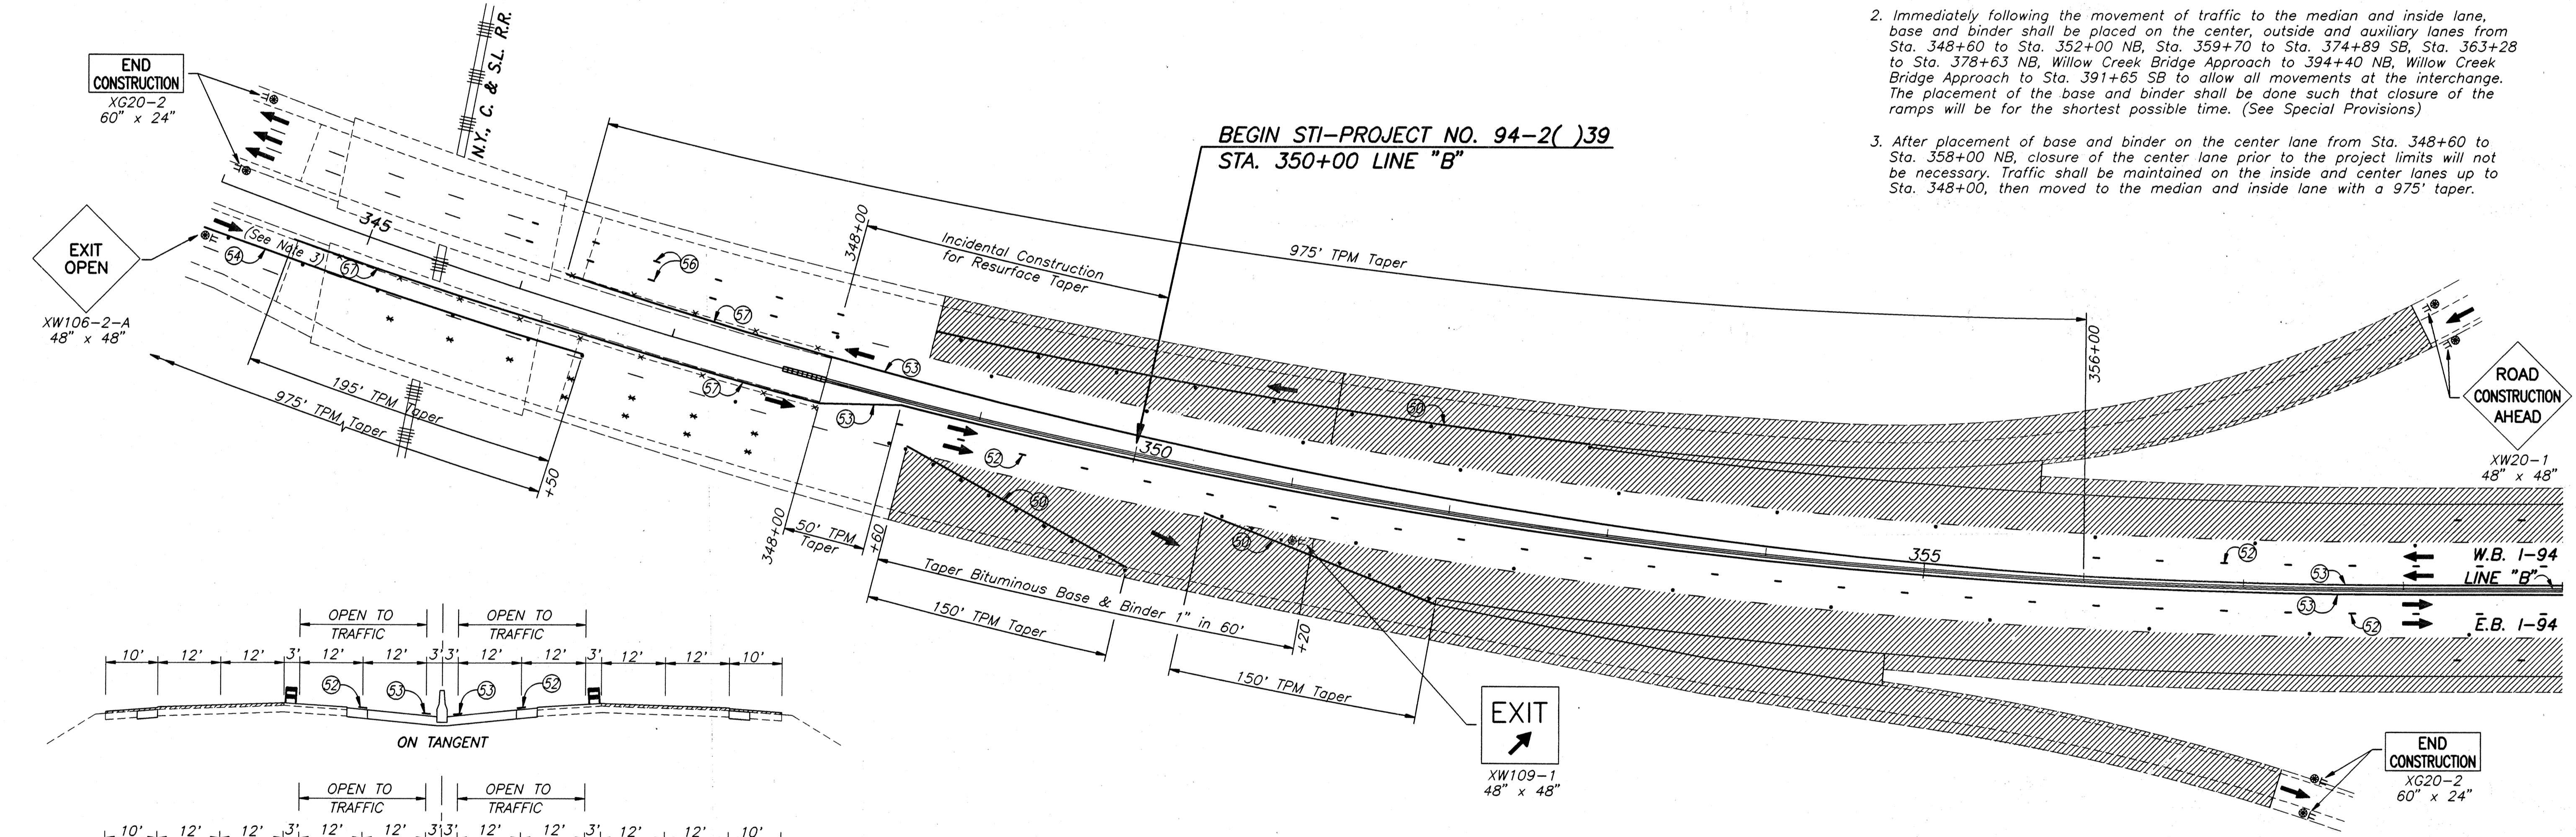 2. Immediately following the movement of traffic to the median and inside lane,
base and binder shall be placed on the center, outside and auxiliary lanes from
Sta. 348+60 to Sta. 352+00 NB, Sta. 359+70 to Sta. 374+89 SB, Sta. 363+28
to Sta. 378+63 NB, Willow Creek Bridge Approach to 394+40 NB, Willow Creek
Bridge Approach to Sta. 391+65 SB to allow all movements at the interchange.
The placement of the base and binder shall be done such that closure of the
ramps will be for the shortest possible time. (See Special Provisions)
3. After placement of base and binder on the center lane from Sta. 348+60 to
Sta. 358+00 NB, closure of the center lane prior to the project limits will not
be necessary. Traffic shall be maintained on the inside and center lanes up to
Sta. 348+00, then moved to the median and inside lane with a 975' taper.
END
CONSTRUCTION
XG20-2
60" x 24"
N.Y., C. & S.L. R.R.
BEGIN STI-PROJECT NO. 94-2( )39
STA. 350+00 LINE "B"
EXIT
OPEN
XW106-2-A
48" x 48"
345
(See Note 3)
54
57
56
57
57
348+00
Incidental Construction
for Resurface Taper
975' TPM Taper
53
53
195' TPM Taper
975' TPM Taper
+50
348+00
50' TPM
Taper
+60
52
50
50
50
350
355
356+00
Taper Bituminous Base & Binder 1" in 60'
+20
150' TPM Taper
150' TPM Taper
ROAD
CONSTRUCTION
AHEAD
XW20-1
48" x 48"
52
W.B. I-94
53
LINE "B"
53
52
E.B. I-94
EXIT
XW109-1
48" x 48"
END
CONSTRUCTION
XG20-2
60" x 24"
OPEN TO
TRAFFIC
OPEN TO
TRAFFIC
10' 12' 12' 3' 12' 12' 3' 3' 12' 12' 3' 12' 12' 10'
52 53 53 52
ON TANGENT
OPEN TO
TRAFFIC
OPEN TO
TRAFFIC
10' 12' 12' 3' 12' 12' 3' 3' 12' 12' 3' 12' 12' 10'